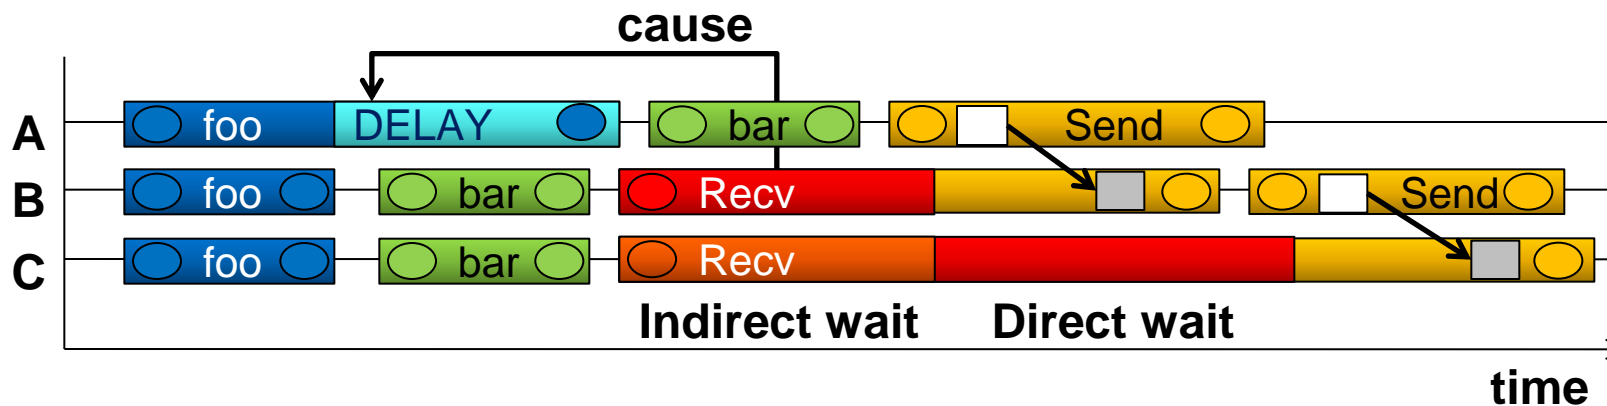 cause
A foo DELAY bar Send
B foo bar Recv Send
C foo bar Recv
Indirect wait Direct wait
time